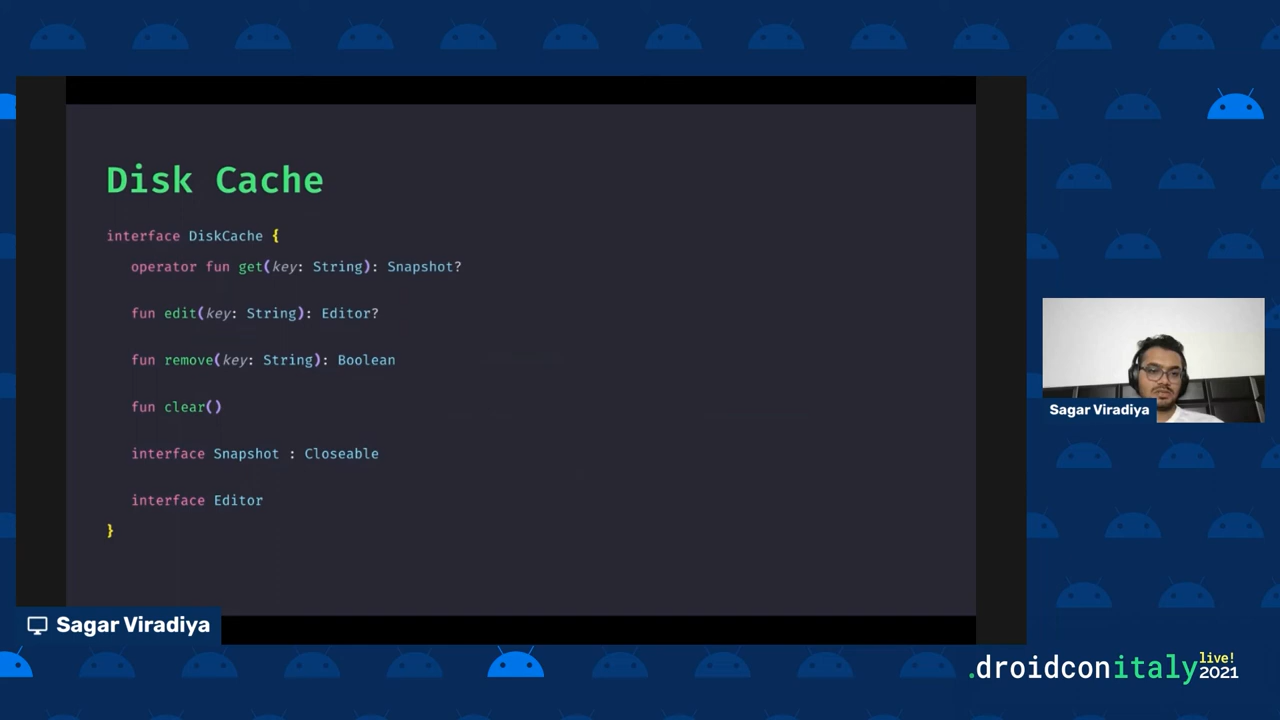 Disk Cache
interface DiskCache {
operator fun get(key: String): Snapshot?
fun edit(key: String): Editor?
fun remove(key: String): Boolean
fun clear()
interface Snapshot : Closeable
interface Editor
}
Sagar Viradiya
Sagar Viradiya
.droidconitaly live! 2021